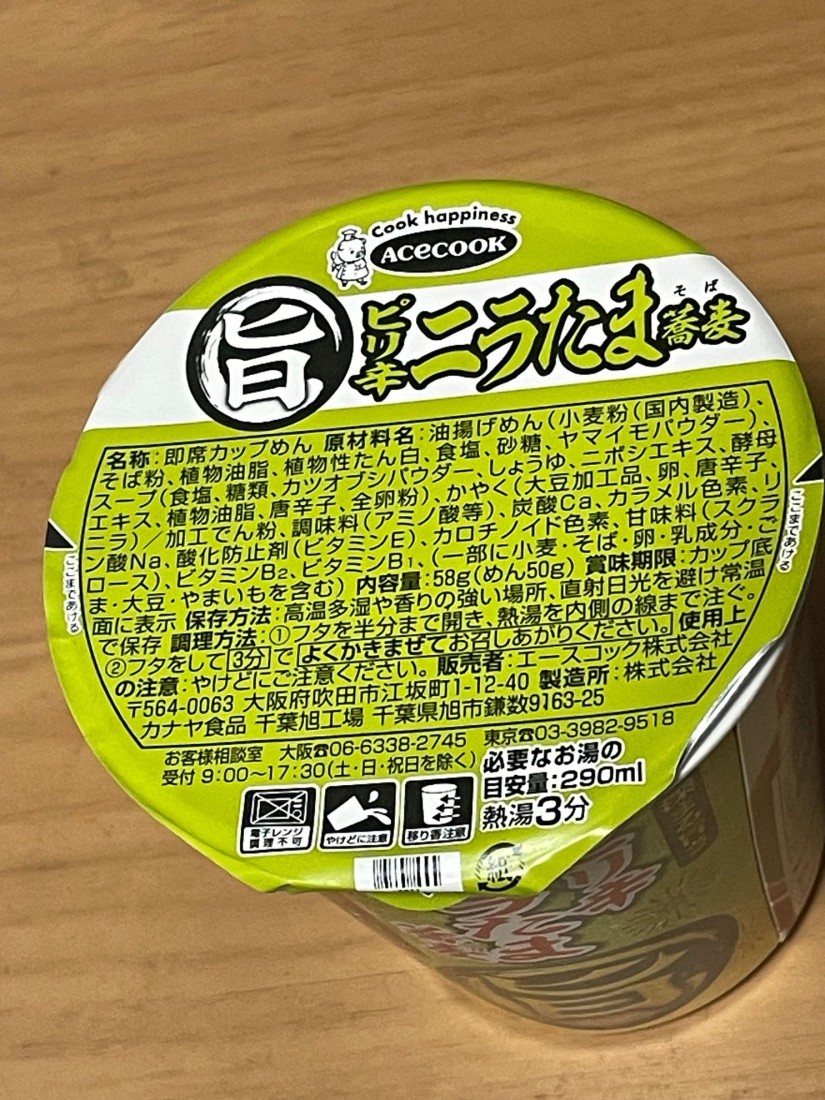 Cook happiness
ACECOOK
旨
ピリ辛ニラたま蕎麦
そば
名称:即席カップめん 原材料名:油揚げめん(小麦粉(国内製造)、
そば粉、植物油脂、植物性たん白、食塩、砂糖、ヤマイモパウダー)、
スープ(食塩、糖類、カツオブシパウダー、しょうゆ、ニボシエキス、酵母
エキス、植物油脂、唐辛子、全卵粉)、かやく(大豆加工品、卵、唐辛子、
ニラ)/加工でん粉、調味料(アミノ酸等)、炭酸Ca、カラメル色素、リ
ン酸Na、酸化防止剤(ビタミンE)、カロチノイド色素、甘味料(スクラ
ロース)、ビタミンB2、ビタミンB1、(一部に小麦・そば・卵・乳成分・ご
ま・大豆・やまいもを含む) 内容量:58g(めん50g) 賞味期限:カップ底
面に表示 保存方法:高温多湿や香りの強い場所、直射日光を避け常温
で保存 調理方法:①フタを半分まで開き、熱湯を内側の線まで注ぐ。
②フタをして3分でよくかきまぜてお召しあがりください。 使用上
の注意:やけどにご注意ください。 販売者:エースコック株式会社
〒564-0063 大阪府吹田市江坂町1-12-40 製造所:株式会社
カナヤ食品 千葉旭工場 千葉県旭市鎌数9163-25
ここまであける
ここまであける
お客様相談室 大阪☎06-6338-2745 東京☎03-3982-9518
受付 9:00〜17:30(土・日・祝日を除く)
必要なお湯の
目安量:290ml
熱湯3分
電子レンジ
調理不可
やけどに注意
移り香注意
紙